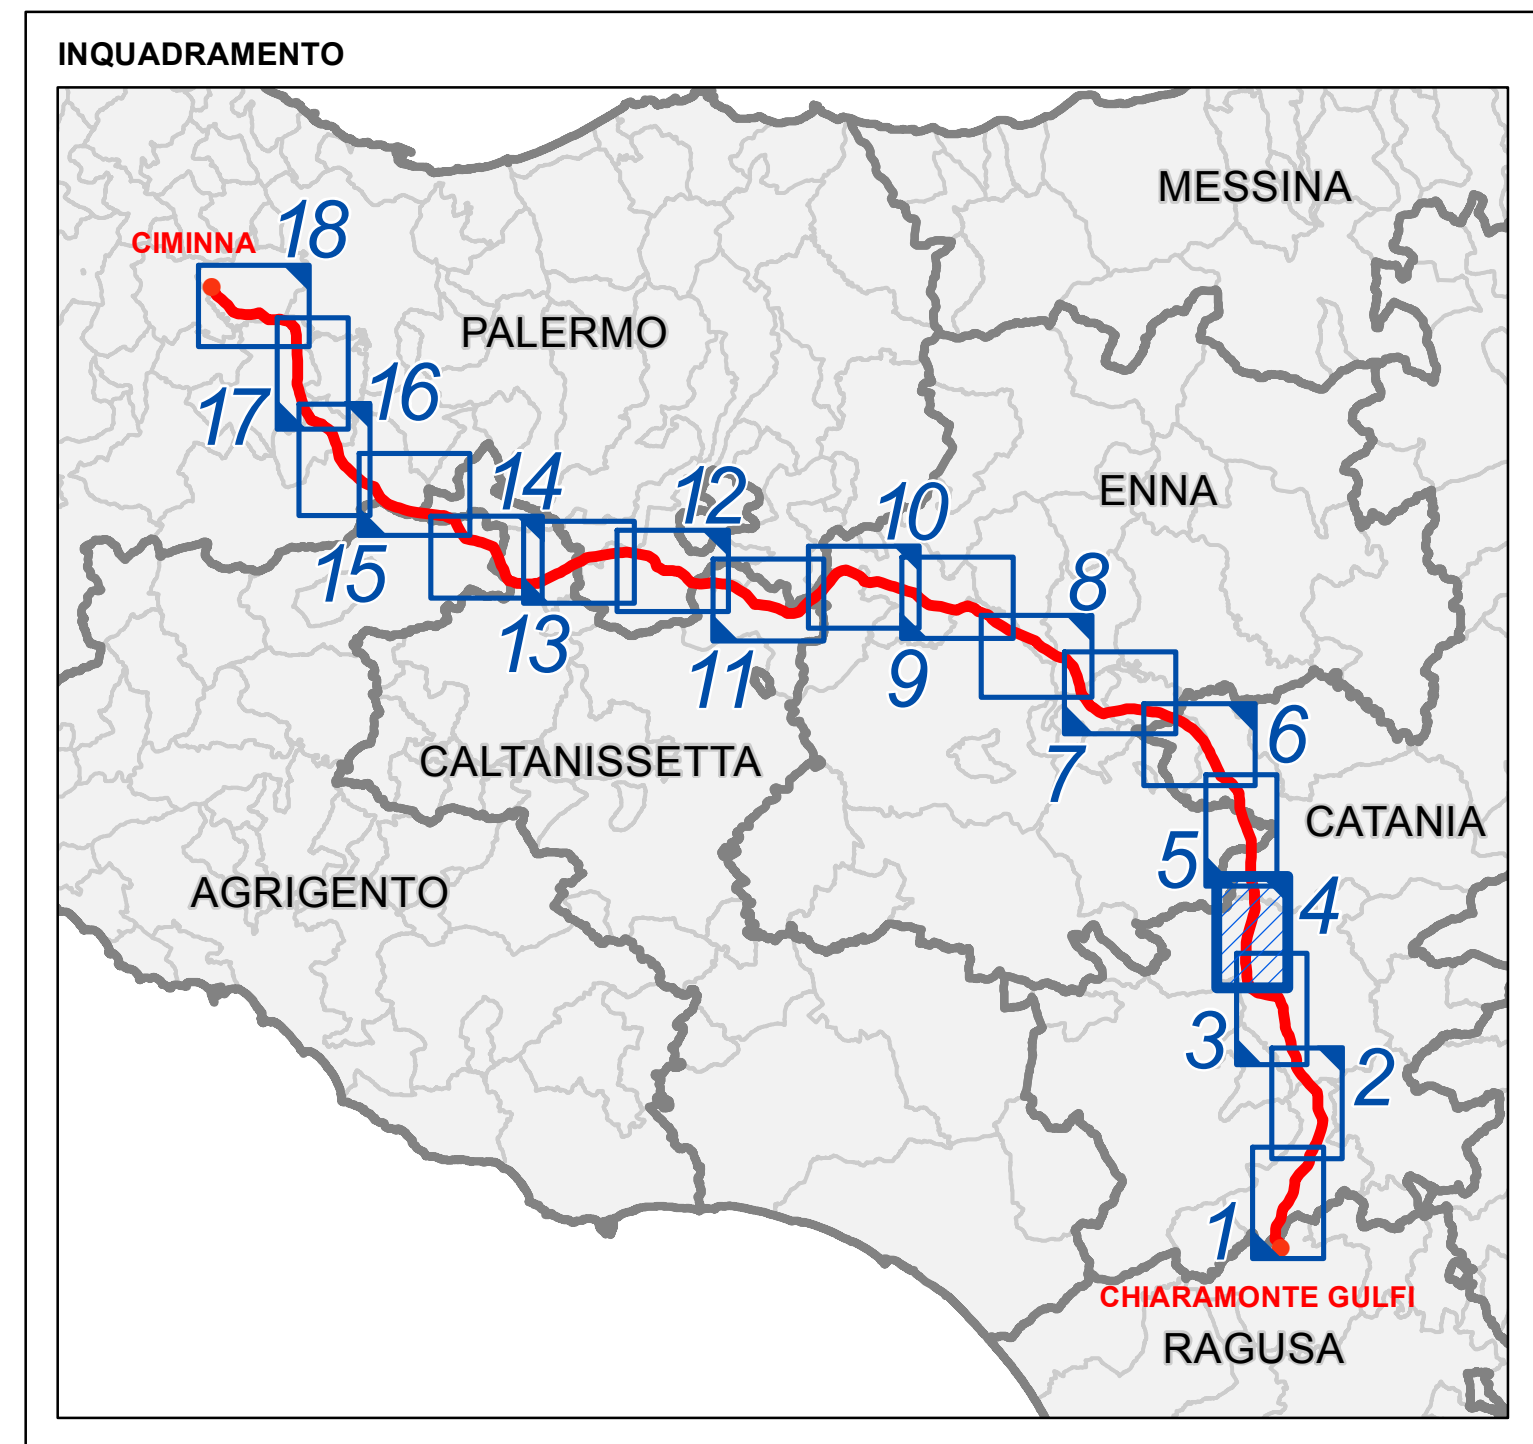 INQUADRAMENTO
MESSINA
18
CIMINNA
PALERMO
16
17
14
12
10
ENNA
15
13
11
9
8
7
6
CALTANISSETTA
CATANIA
5
4
AGRIGENTO
3
2
1
CHIARAMONTE GULFI
RAGUSA